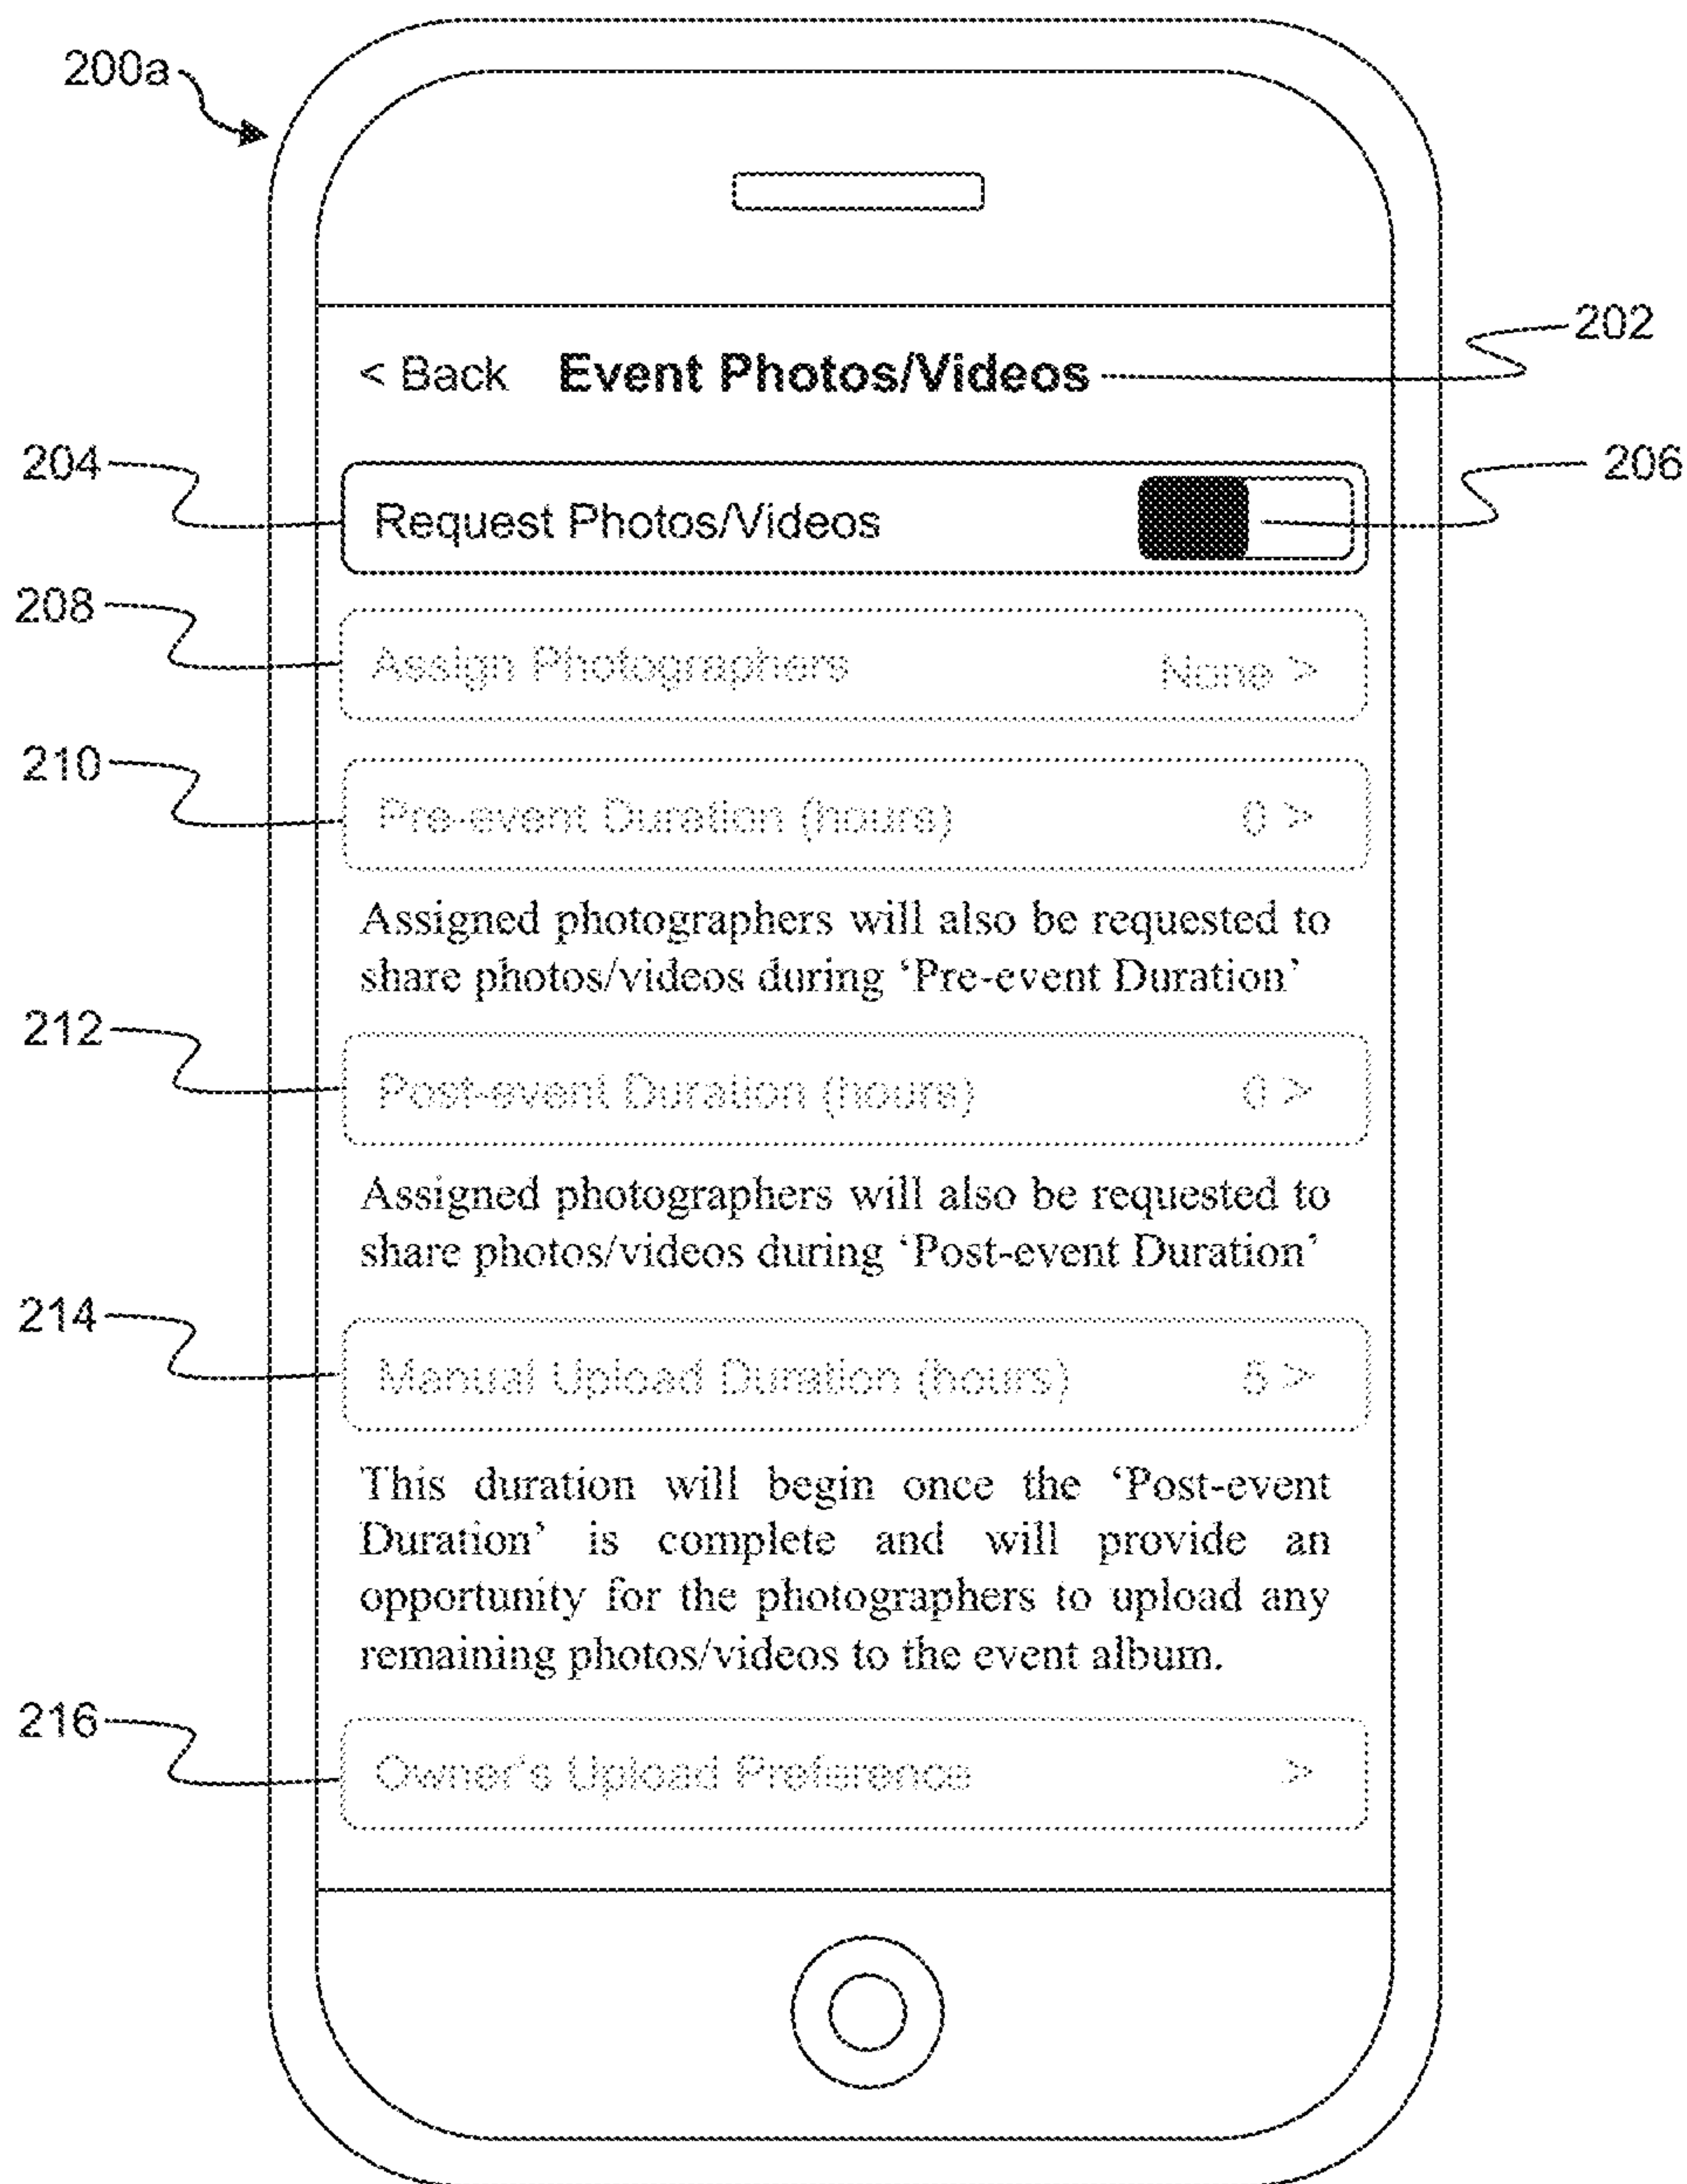 200a
202
< Back Event Photos/Videos
204
206
Request Photos/Videos
208
Assign Photographers None >
210
Pre-event Duration (hours) 0 >
Assigned photographers will also be requested to
share photos/videos during ‘Pre-event Duration’
212
Post-event Duration (hours) 0 >
Assigned photographers will also be requested to
share photos/videos during ‘Post-event Duration’
214
Manual Upload Duration (hours) 5 >
This duration will begin once the ‘Post-event
Duration’ is complete and will provide an
opportunity for the photographers to upload any
remaining photos/videos to the event album.
216
Owner's Upload Preference >